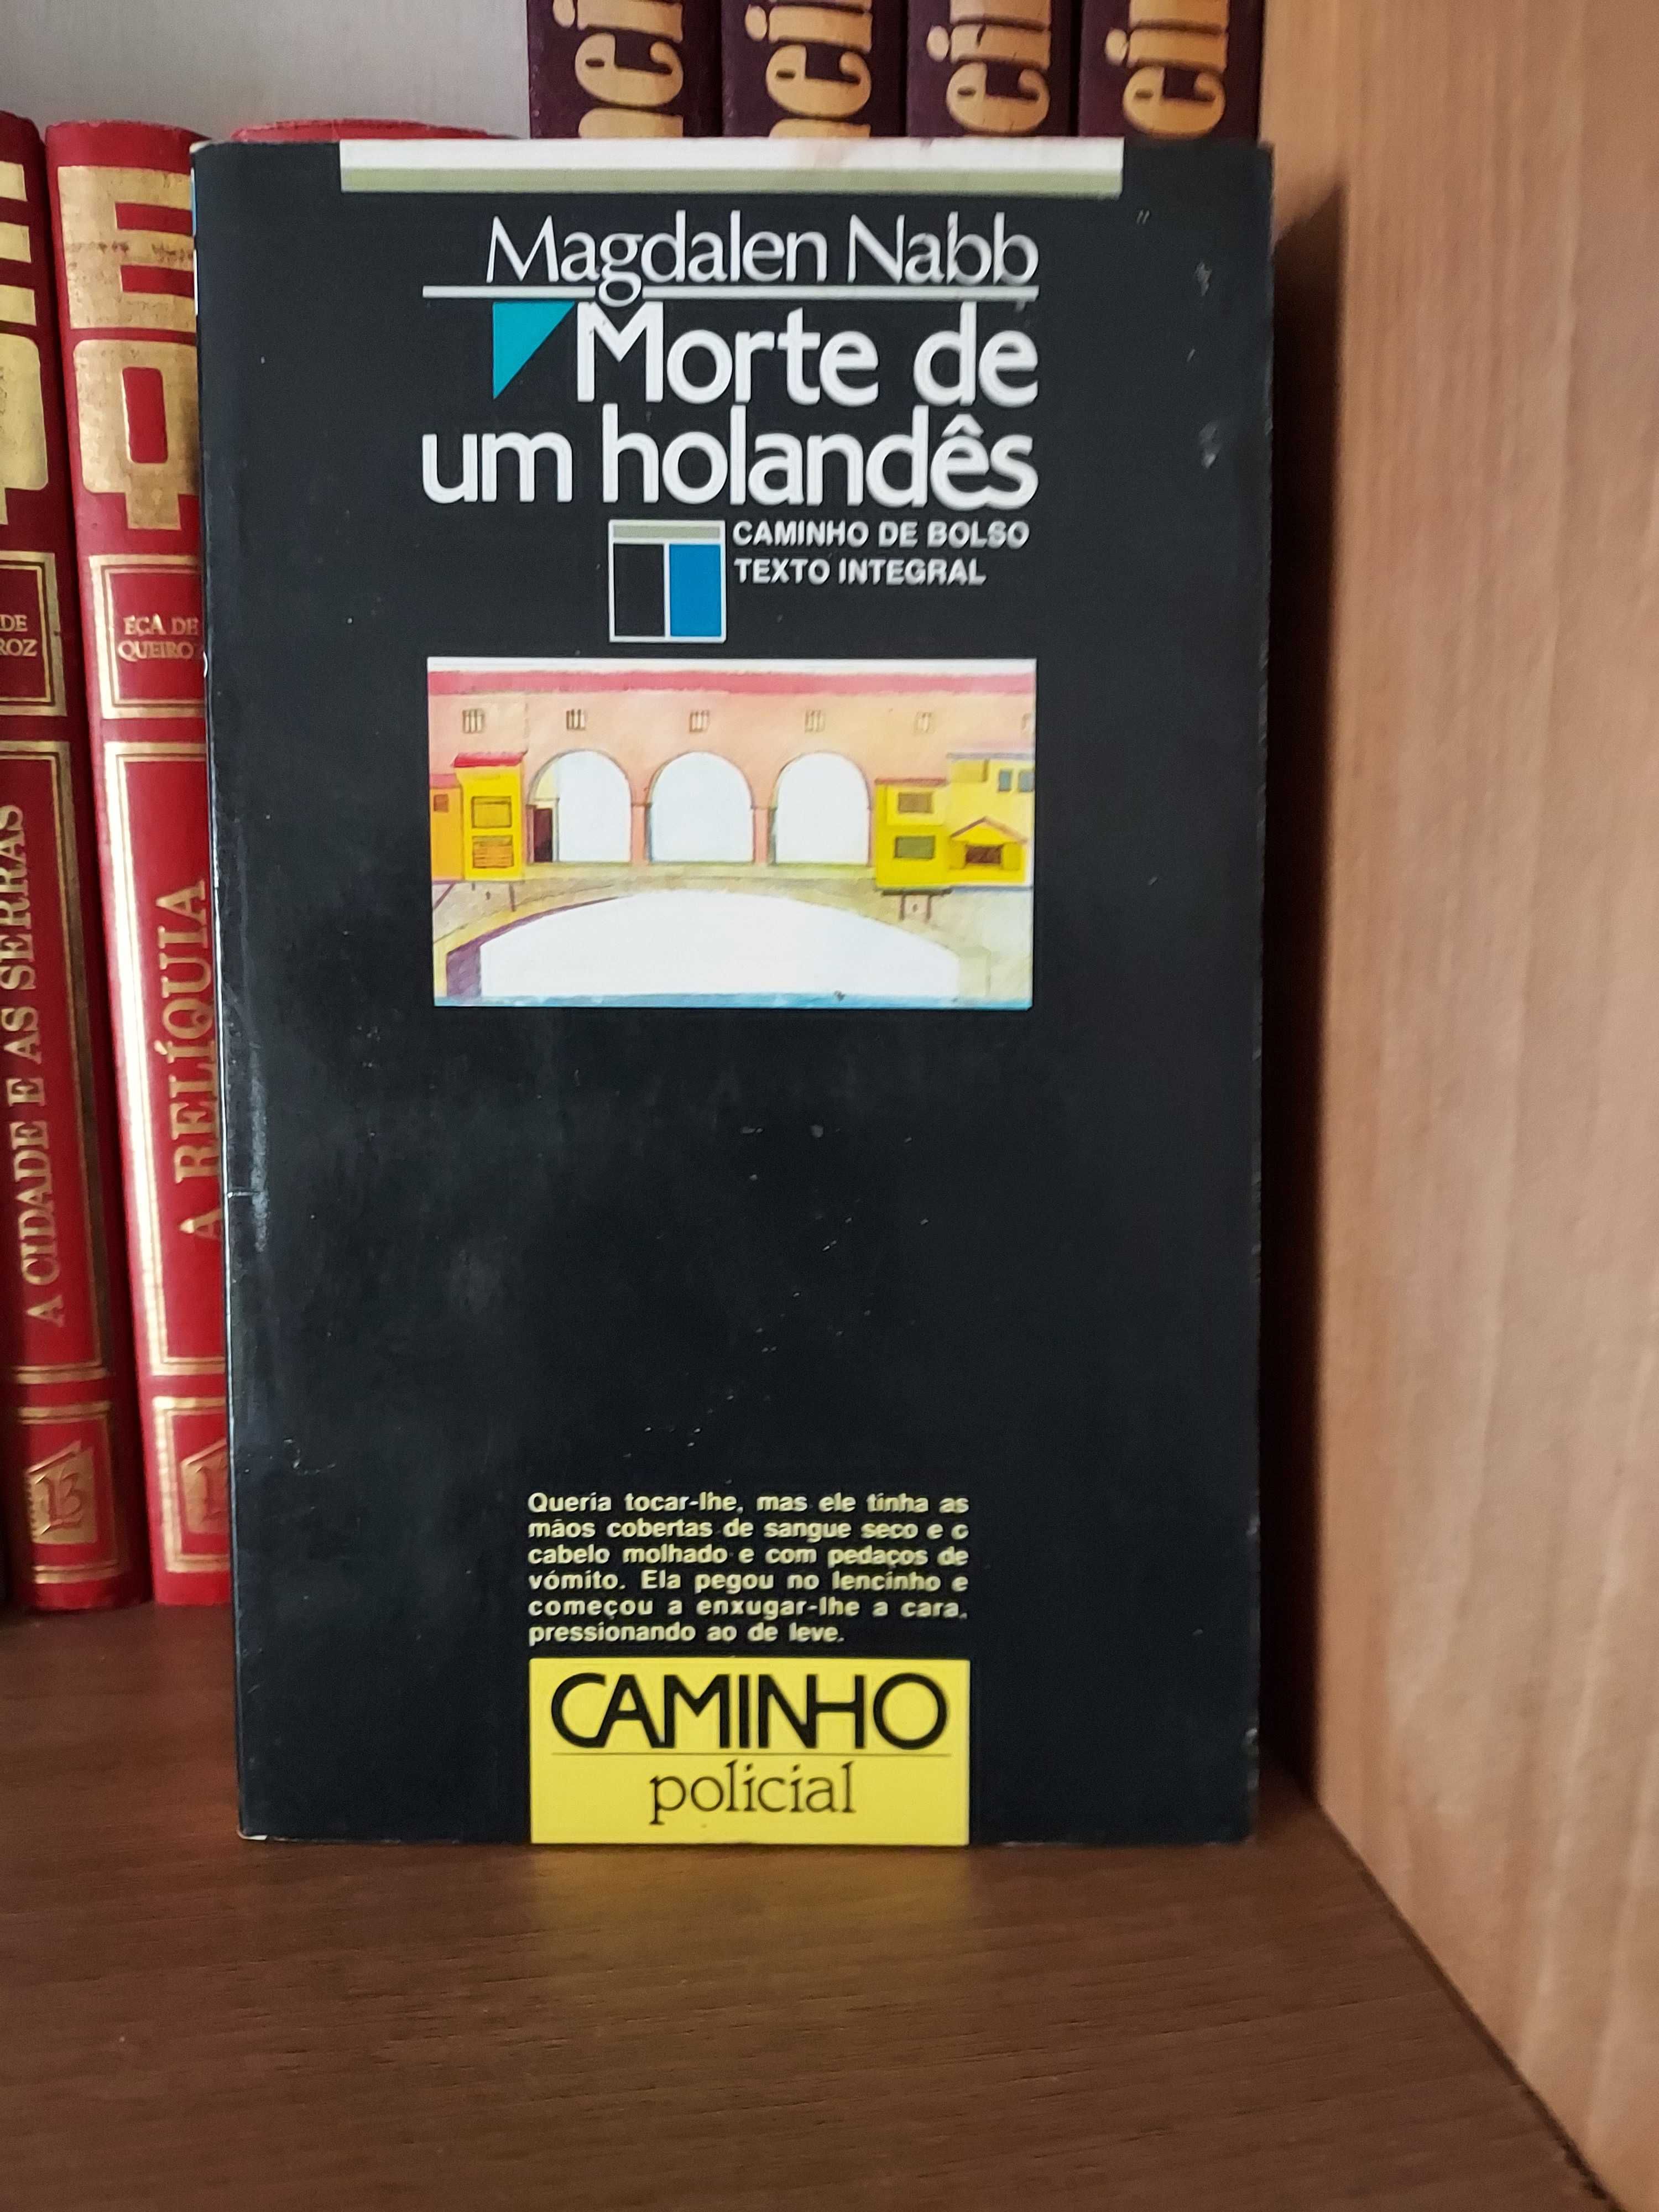 Magdalen Nabb
Morte de
um holandês
CAMINHO DE BOLSO
TEXTO INTEGRAL
Queria tocar-lhe, mas ele tinha as
mãos cobertas de sangue seco e o
cabelo molhado e com pedaços de
vómito. Ela pegou no lencinho e
começou a enxugar-lhe a cara,
pressionando ao de leve.
CAMINHO
policial
EÇA DE
QUEIRO
A RELÍQUIA
DE
ROZ
A CIDADE E AS SERRAS